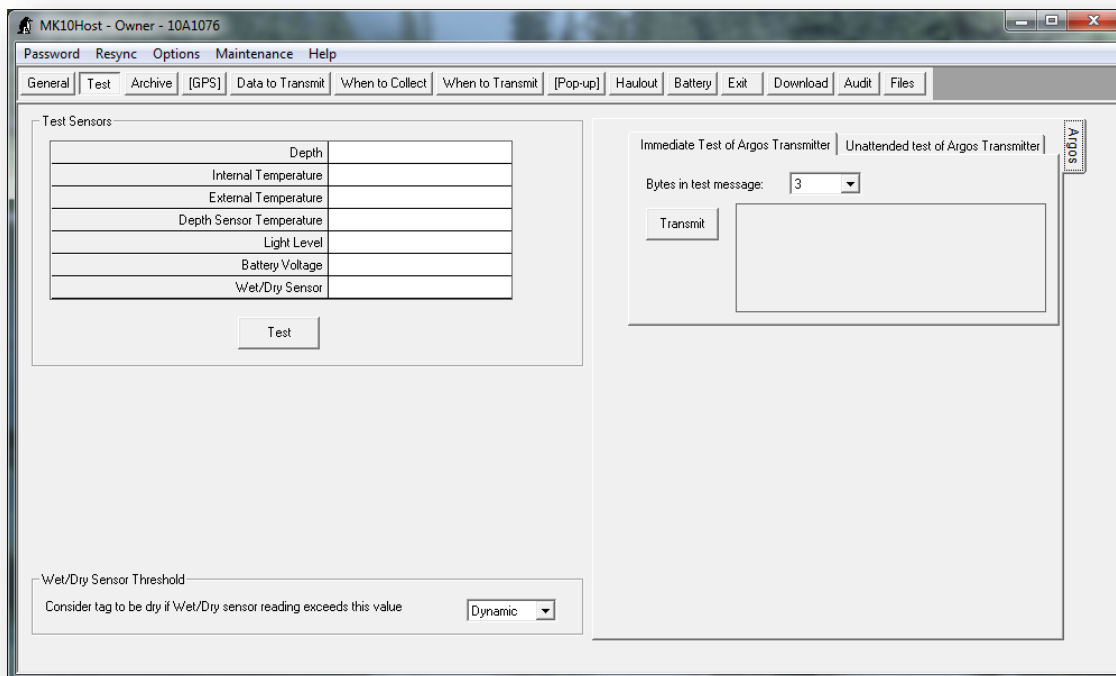 MK10Host - Owner - 10A1076
Password Resync Options Maintenance Help
General Test Archive [GPS] Data to Transmit When to Collect When to Transmit [Pop-up] Haulout Battery Exit Download Audit Files
Test Sensors
Depth
Internal Temperature
External Temperature
Depth Sensor Temperature
Light Level
Battery Voltage
Wet/Dry Sensor
Test
Wet/Dry Sensor Threshold
Consider tag to be dry if Wet/Dry sensor reading exceeds this value Dynamic
Immediate Test of Argos Transmitter Unattended test of Argos Transmitter
Bytes in test message: 3
Transmit
Argos